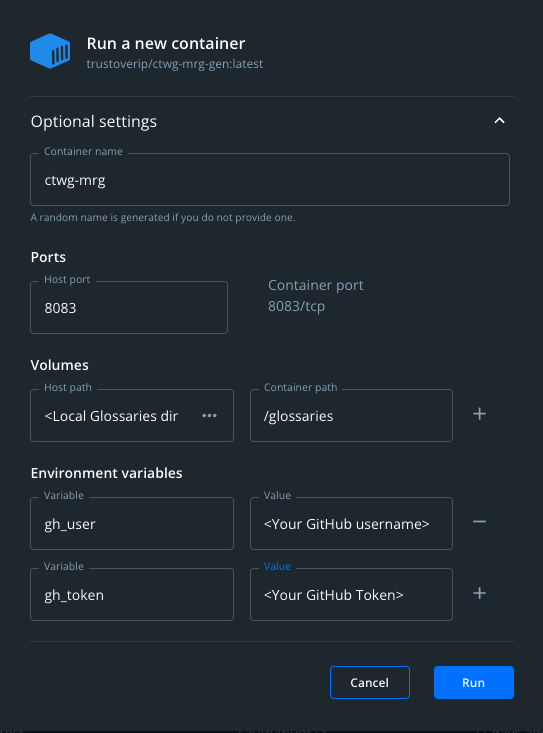 Run a new container
trustoverip/ctwg-mrg-gen:latest
Optional settings
Container name
ctwg-mrg
A random name is generated if you do not provide one.
Ports
Host port
8083
Container port
8083/tcp
Volumes
Host path
<Local Glossaries dir
Container path
/glossaries
Environment variables
Variable
gh_user
Value
<Your GitHub username>
Variable
gh_token
Value
<Your GitHub Token>
Cancel
Run